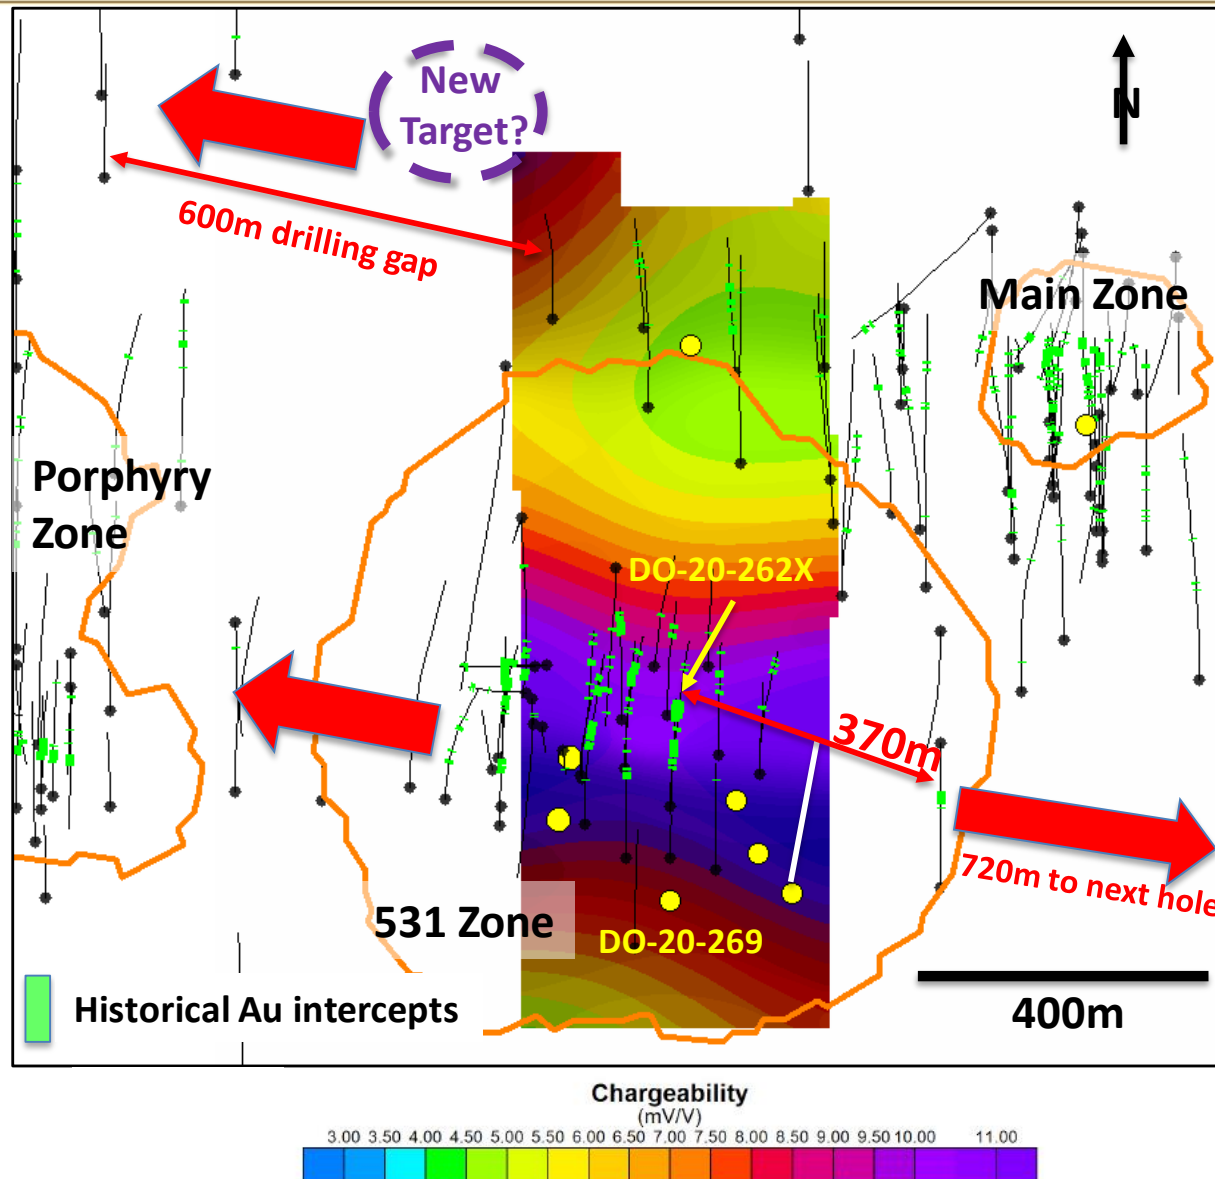 New
Target?
N
600m drilling gap
Main Zone
Porphyry
Zone
DO-20-262X
370m
720m to next hole
531 Zone
DO-20-269
Historical Au intercepts
400m
Chargeability
(mV/V)
3.00 3.50 4.00 4.50 5.00 5.50 6.00 6.50 7.00 7.50 8.00 8.50 9.00 9.50 10.00 11.00